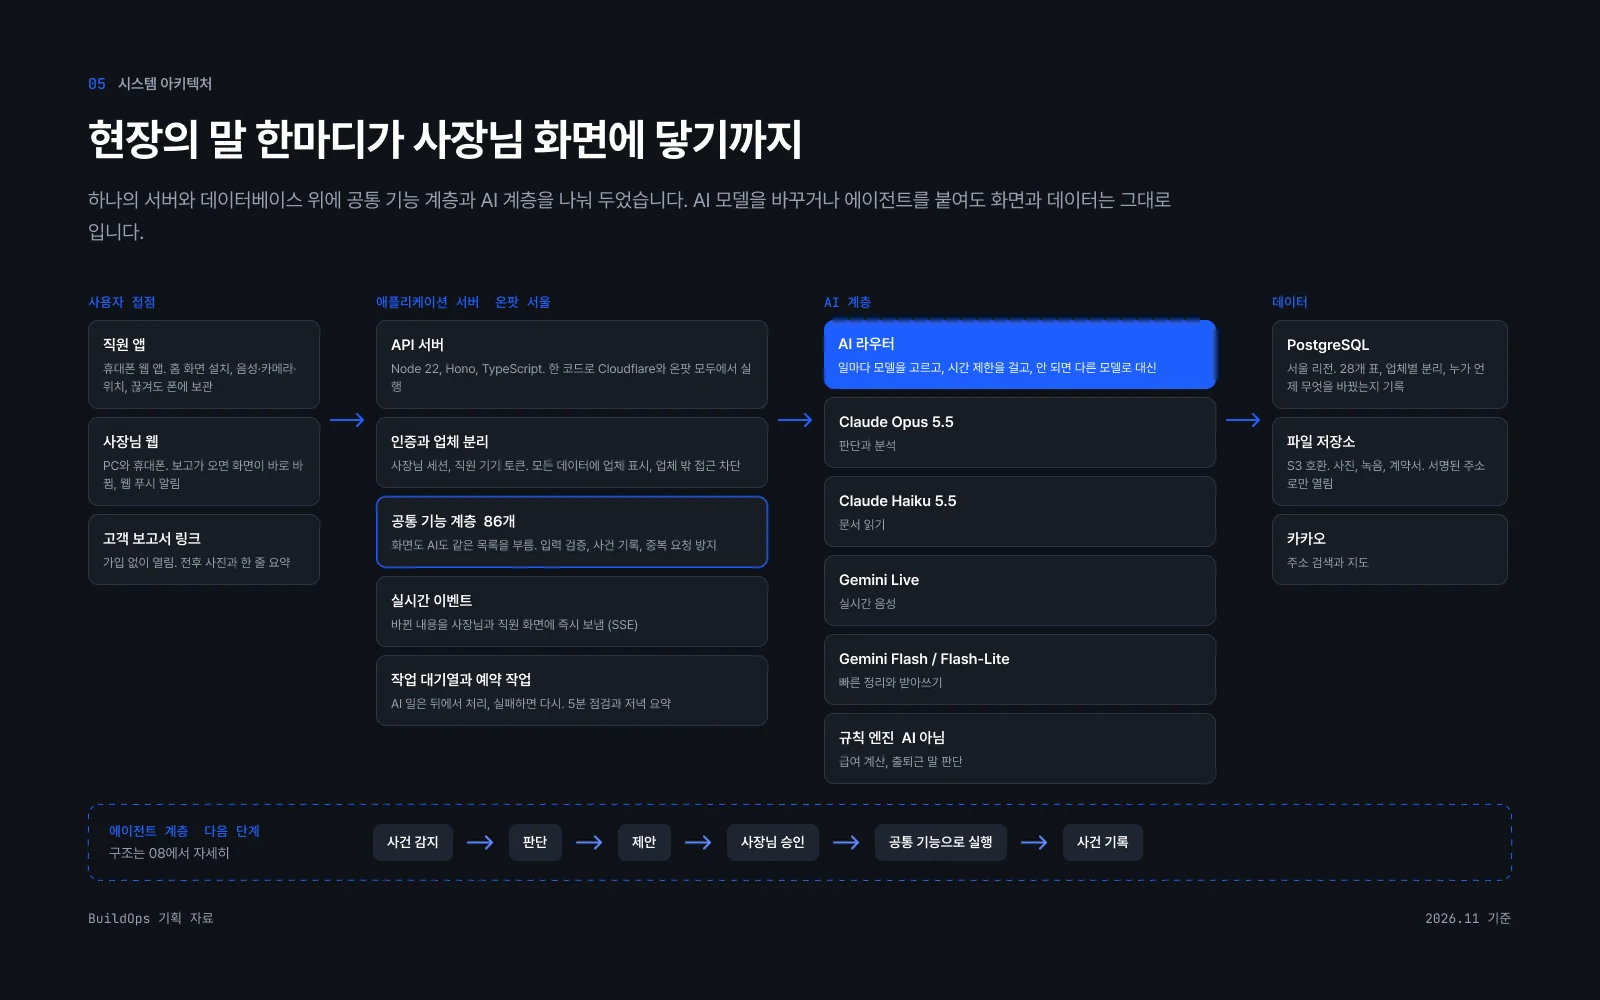 05 시스템 아키텍처
현장의 말 한마디가 사장님 화면에 닿기까지
하나의 서버와 데이터베이스 위에 공통 기능 계층과 AI 계층을 나눠 두었습니다. AI 모델을 바꾸거나 에이전트를 붙여도 화면과 데이터는 그대로
입니다.
사용자 접점
직원 앱
휴대폰 웹 앱. 홈 화면 설치, 음성·카메라·
위치, 끊겨도 폰에 보관
사장님 웹
PC와 휴대폰. 보고가 오면 화면이 바로 바
뀜, 웹 푸시 알림
고객 보고서 링크
가입 없이 열림. 전후 사진과 한 줄 요약
애플리케이션 서버 온팟 서울
API 서버
Node 22, Hono, TypeScript. 한 코드로 Cloudflare와 온팟 모두에서 실
행
인증과 업체 분리
사장님 세션, 직원 기기 토큰. 모든 데이터에 업체 표시, 업체 밖 접근 차단
공통 기능 계층 86개
화면도 AI도 같은 목록을 부름. 입력 검증, 사건 기록, 중복 요청 방지
실시간 이벤트
바뀐 내용을 사장님과 직원 화면에 즉시 보냄 (SSE)
작업 대기열과 예약 작업
AI 일은 뒤에서 처리, 실패하면 다시. 5분 점검과 저녁 요약
AI 계층
AI 라우터
일마다 모델을 고르고, 시간 제한을 걸고, 안 되면 다른 모델로 대신
Claude Opus 5.5
판단과 분석
Claude Haiku 5.5
문서 읽기
Gemini Live
실시간 음성
Gemini Flash / Flash-Lite
빠른 정리와 받아쓰기
규칙 엔진 AI 아님
급여 계산, 출퇴근 말 판단
데이터
PostgreSQL
서울 리전. 28개 표, 업체별 분리, 누가 언
제 무엇을 바꿨는지 기록
파일 저장소
S3 호환. 사진, 녹음, 계약서. 서명된 주소
로만 열림
카카오
주소 검색과 지도
에이전트 계층 다음 단계
구조는 08에서 자세히
사건 감지
판단
제안
사장님 승인
공통 기능으로 실행
사건 기록
BuildOps 기획 자료
2026.11 기준